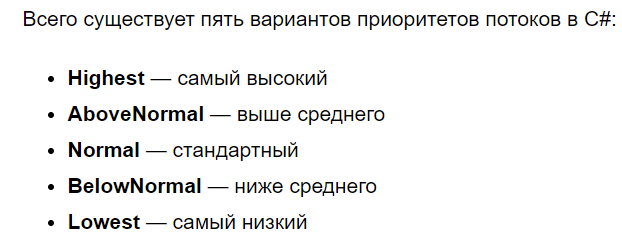 Всего существует пять вариантов приоритетов потоков в C#:
• Highest — самый высокий
• AboveNormal — выше среднего
• Normal — стандартный
• BelowNormal — ниже среднего
• Lowest — самый низкий